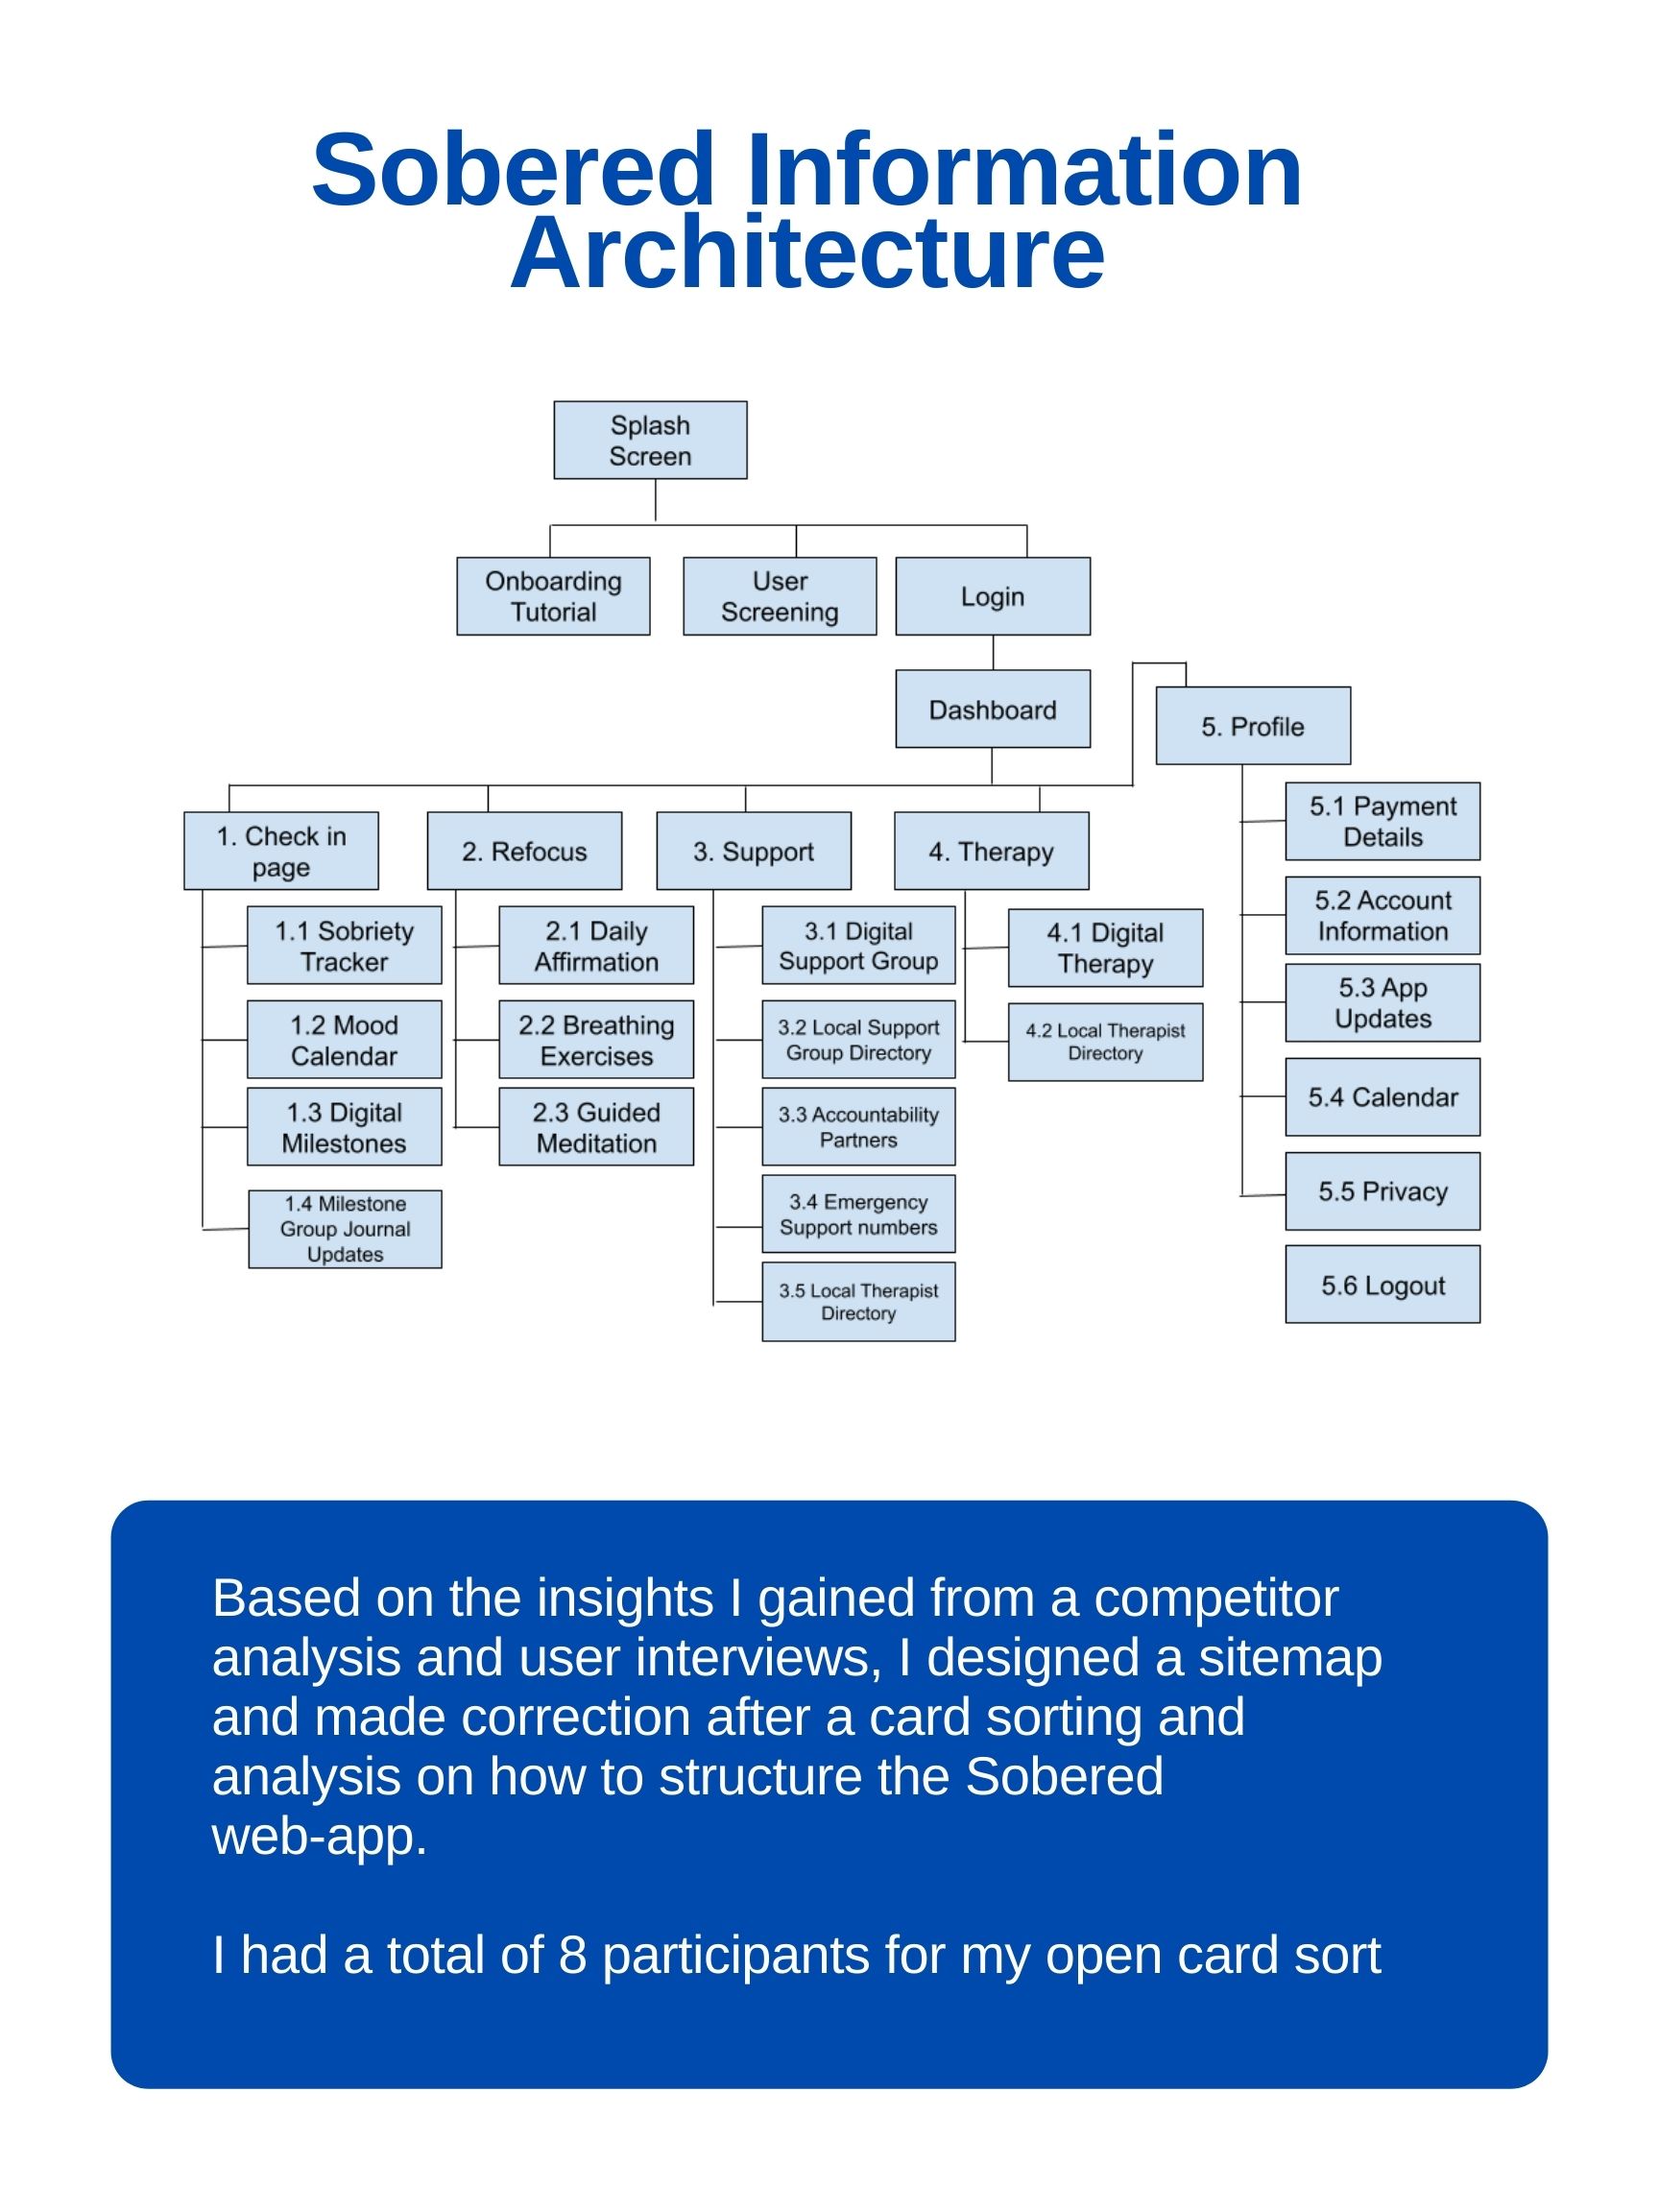 Sobered Information
Architecture
Splash
Screen
Onboarding
Tutorial
User
Screening
Login
Dashboard
5. Profile
1. Check in
page
2. Refocus
3. Support
4. Therapy
1.1 Sobriety
Tracker
1.2 Mood
Calendar
1.3 Digital
Milestones
1.4 Milestone
Group Journal
Updates
2.1 Daily
Affirmation
2.2 Breathing
Exercises
2.3 Guided
Meditation
3.1 Digital
Support Group
3.2 Local Support
Group Directory
3.3 Accountability
Partners
3.4 Emergency
Support numbers
3.5 Local Therapist
Directory
4.1 Digital
Therapy
4.2 Local Therapist
Directory
5.1 Payment
Details
5.2 Account
Information
5.3 App
Updates
5.4 Calendar
5.5 Privacy
5.6 Logout
Based on the insights I gained from a competitor
analysis and user interviews, I designed a sitemap
and made correction after a card sorting and
analysis on how to structure the Sobered
web-app.
I had a total of 8 participants for my open card sort